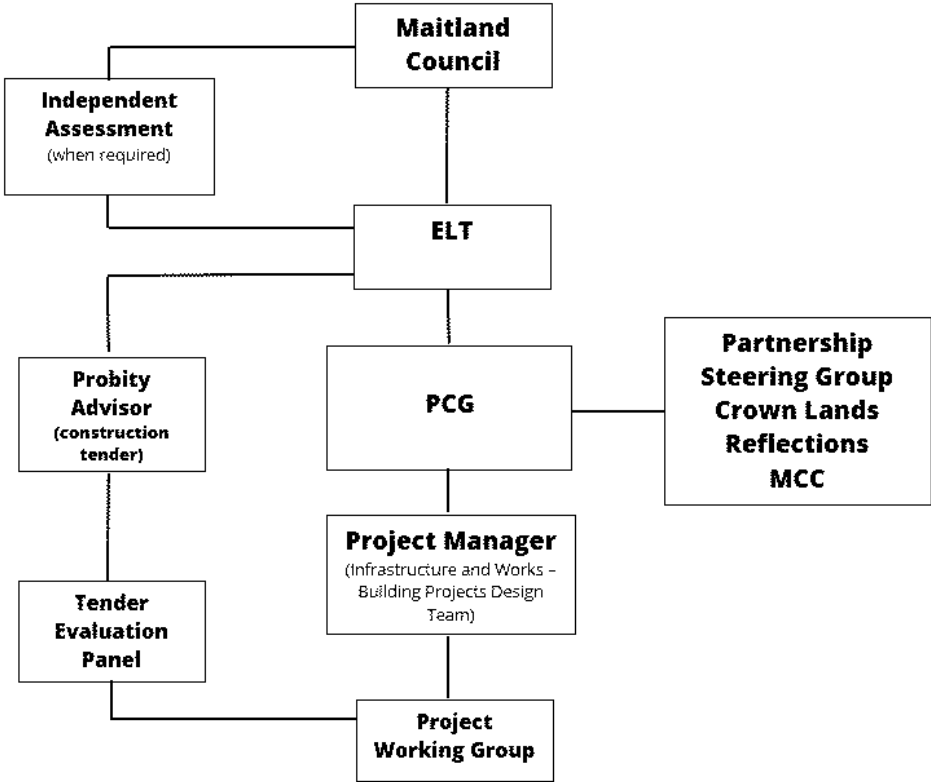 Maitland
Council
Independent
Assessment
(when required)
ELT
Probity
Advisor
(construction
tender)
PCG
Partnership
Steering Group
Crown Lands
Reflections
MCC
Project Manager
(Infrastructure and Works –
Building Projects Design
Team)
Tender
Evaluation
Panel
Project
Working Group